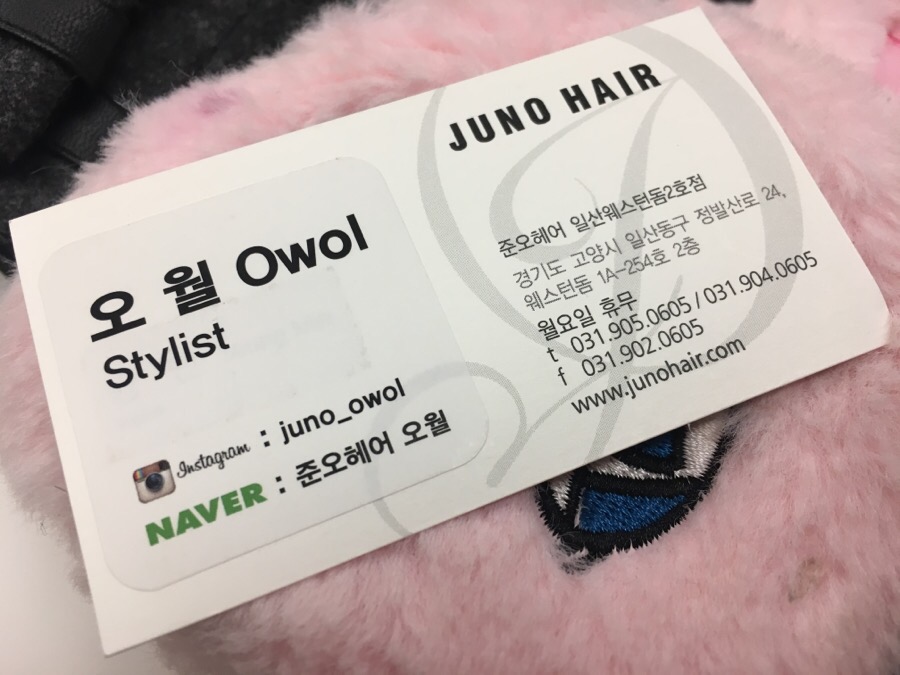 오 월 Owol
Stylist
Instagram : juno_owol
NAVER : 준오헤어 오월
JUNO HAIR
준오헤어 일산웨스턴돔2호점
경기도 고양시 일산동구 정발산로 24,
웨스턴돔 1A-254호 2층
월요일 휴무
t 031.905.0605 / 031.904.0605
f 031.902.0605
www.junohair.com